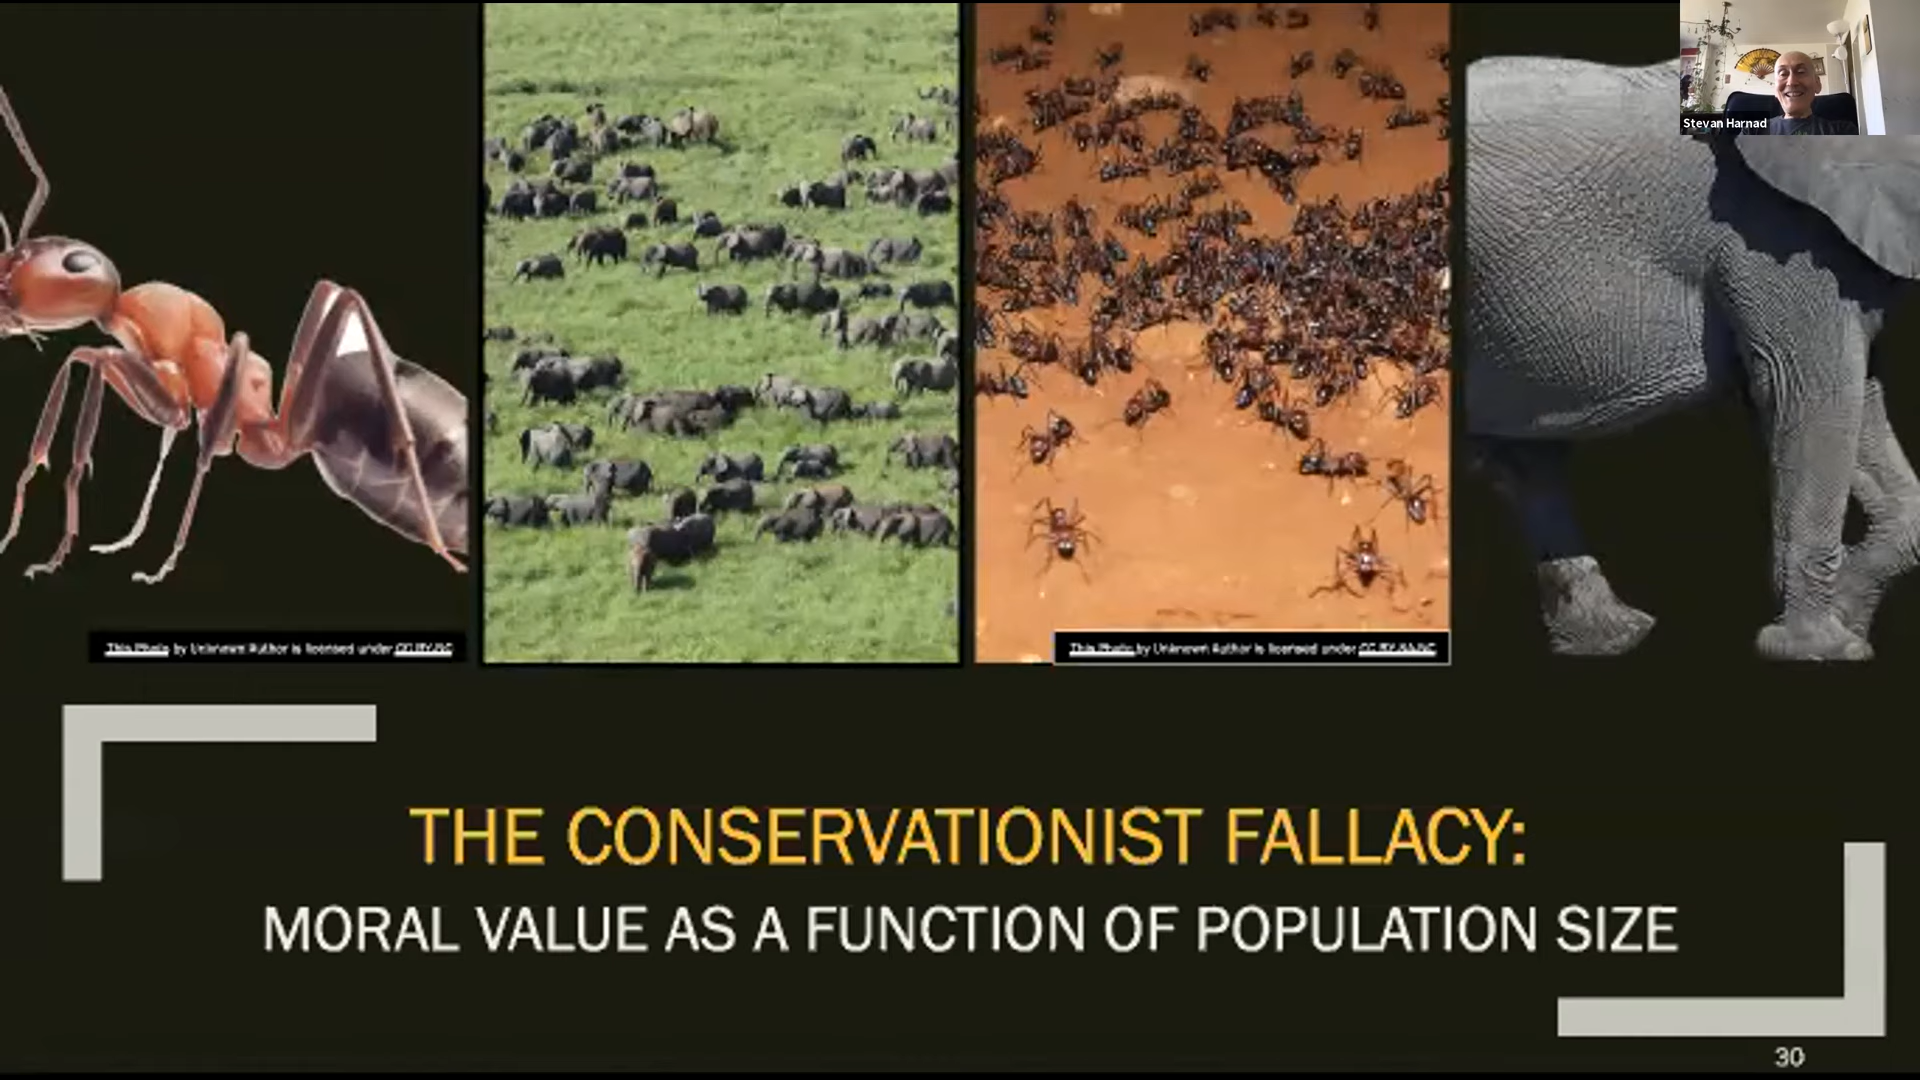 Stevan Harnad
This Photo by Unknown Author is licensed under CC BY-NC
This Photo by Unknown Author is licensed under CC BY-SA-NC
THE CONSERVATIONIST FALLACY:
MORAL VALUE AS A FUNCTION OF POPULATION SIZE
30